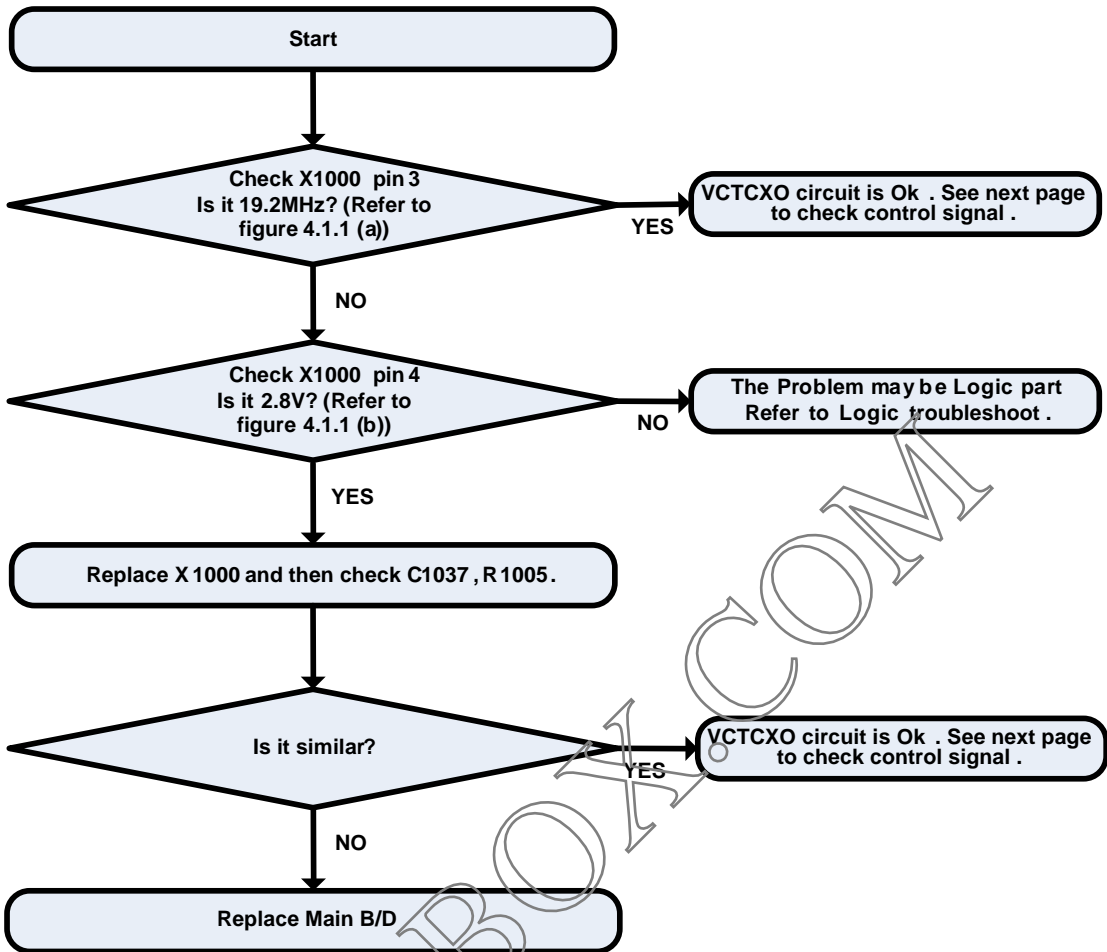 Start
Check X1000 pin 3
Is it 19.2MHz? (Refer to
figure 4.1.1 (a))
YES
VCTCXO circuit is Ok . See next page
to check control signal .
NO
Check X1000 pin 4
Is it 2.8V? (Refer to
figure 4.1.1 (b))
NO
The Problem may be Logic part
Refer to Logic troubleshoot .
YES
Replace X1000 and then check C1037 , R1005 .
Is it similar?
YES
VCTCXO circuit is Ok . See next page
to check control signal .
NO
Replace Main B/D
BOX.COM